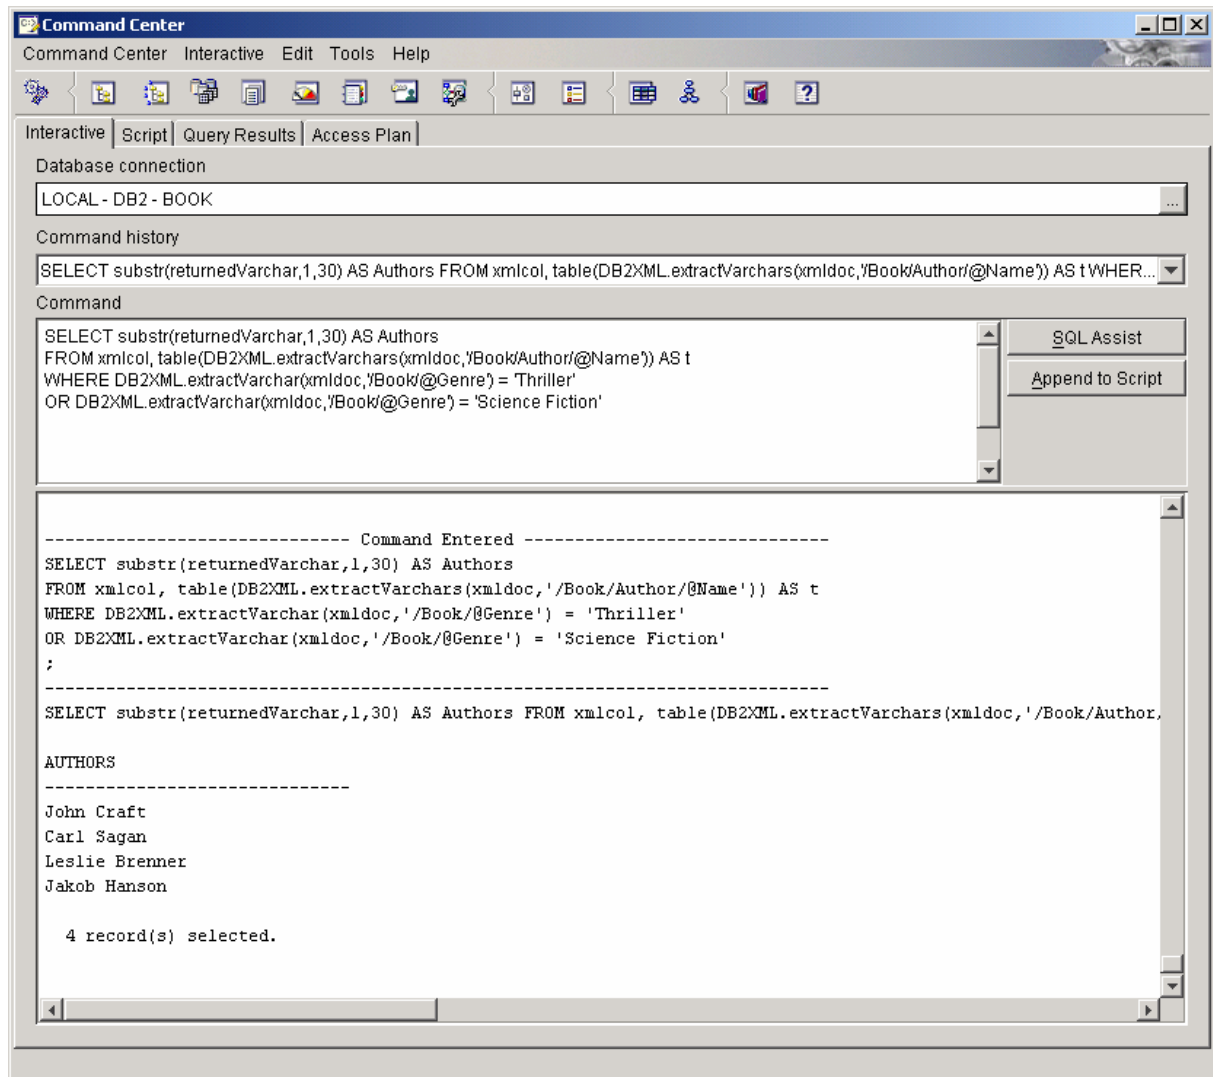 Command Center
Command Center Interactive Edit Tools Help
Interactive Script Query Results Access Plan
Database connection
LOCAL - DB2 - BOOK
...
Command history
SELECT substr(returnedVarchar,1,30) AS Authors FROM xmlcol, table(DB2XML.extractVarchars(xmldoc,'/Book/Author/@Name')) AS t WHER...
Command
SELECT substr(returnedVarchar,1,30) AS Authors
FROM xmlcol, table(DB2XML.extractVarchars(xmldoc,'/Book/Author/@Name')) AS t
WHERE DB2XML.extractVarchar(xmldoc,'/Book/@Genre') = 'Thriller'
OR DB2XML.extractVarchar(xmldoc,'/Book/@Genre') = 'Science Fiction'
SQL Assist
Append to Script
------------------------------ Command Entered ------------------------------
SELECT substr(returnedVarchar,1,30) AS Authors
FROM xmlcol, table(DB2XML.extractVarchars(xmldoc,'/Book/Author/@Name')) AS t
WHERE DB2XML.extractVarchar(xmldoc,'/Book/@Genre') = 'Thriller'
OR DB2XML.extractVarchar(xmldoc,'/Book/@Genre') = 'Science Fiction'
;
-----------------------------------------------------------------------------
SELECT substr(returnedVarchar,1,30) AS Authors FROM xmlcol, table(DB2XML.extractVarchars(xmldoc,'/Book/Author,
AUTHORS
------------------------------
John Craft
Carl Sagan
Leslie Brenner
Jakob Hanson
4 record(s) selected.